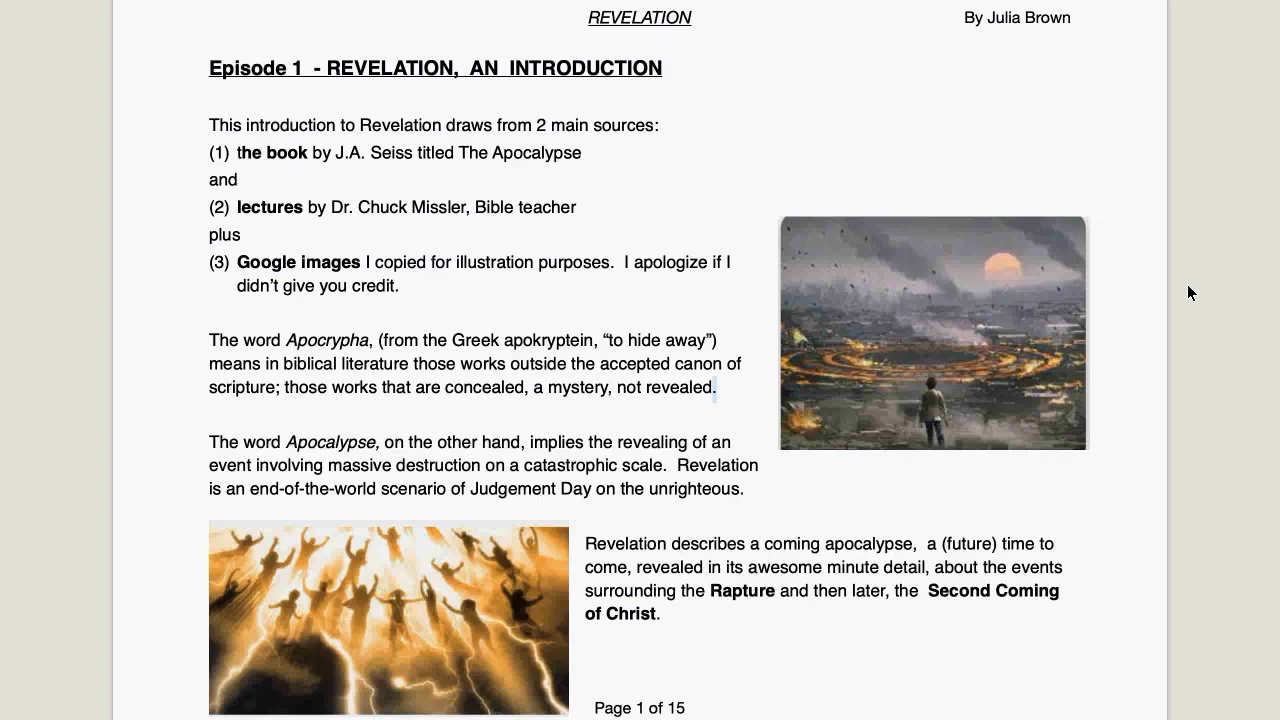 REVELATION
By Julia Brown
Episode 1 - REVELATION, AN INTRODUCTION
This introduction to Revelation draws from 2 main sources:
(1) the book by J.A. Seiss titled The Apocalypse
and
(2) lectures by Dr. Chuck Missler, Bible teacher
plus
(3) Google images I copied for illustration purposes. I apologize if I
didn’t give you credit.
The word Apocrypha, (from the Greek apokryptein, “to hide away”)
means in biblical literature those works outside the accepted canon of
scripture; those works that are concealed, a mystery, not revealed.
The word Apocalypse, on the other hand, implies the revealing of an
event involving massive destruction on a catastrophic scale. Revelation
is an end-of-the-world scenario of Judgement Day on the unrighteous.
Revelation describes a coming apocalypse, a (future) time to
come, revealed in its awesome minute detail, about the events
surrounding the Rapture and then later, the Second Coming
of Christ.
Page 1 of 15